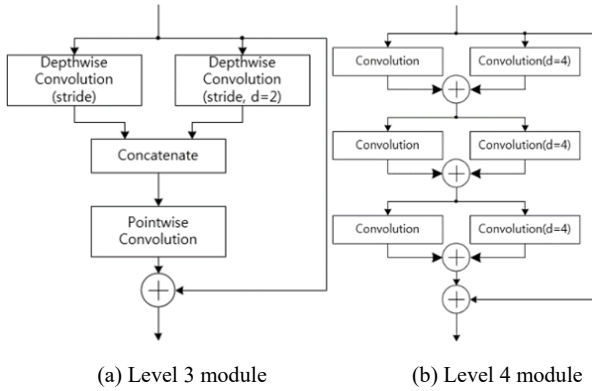 Depthwise
Convolution
(stride)
Depthwise
Convolution
(stride, d=2)
Concatenate
Pointwise
Convolution
(a) Level 3 module
Convolution
Convolution(d=4)
Convolution
Convolution(d=4)
Convolution
Convolution(d=4)
(b) Level 4 module